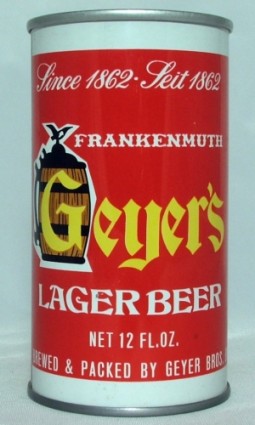 Since 1862 · Seit 1862
FRANKENMUTH
Geyer's
LAGER BEER
NET 12 FL.OZ.
BREWED & PACKED BY GEYER BROS.